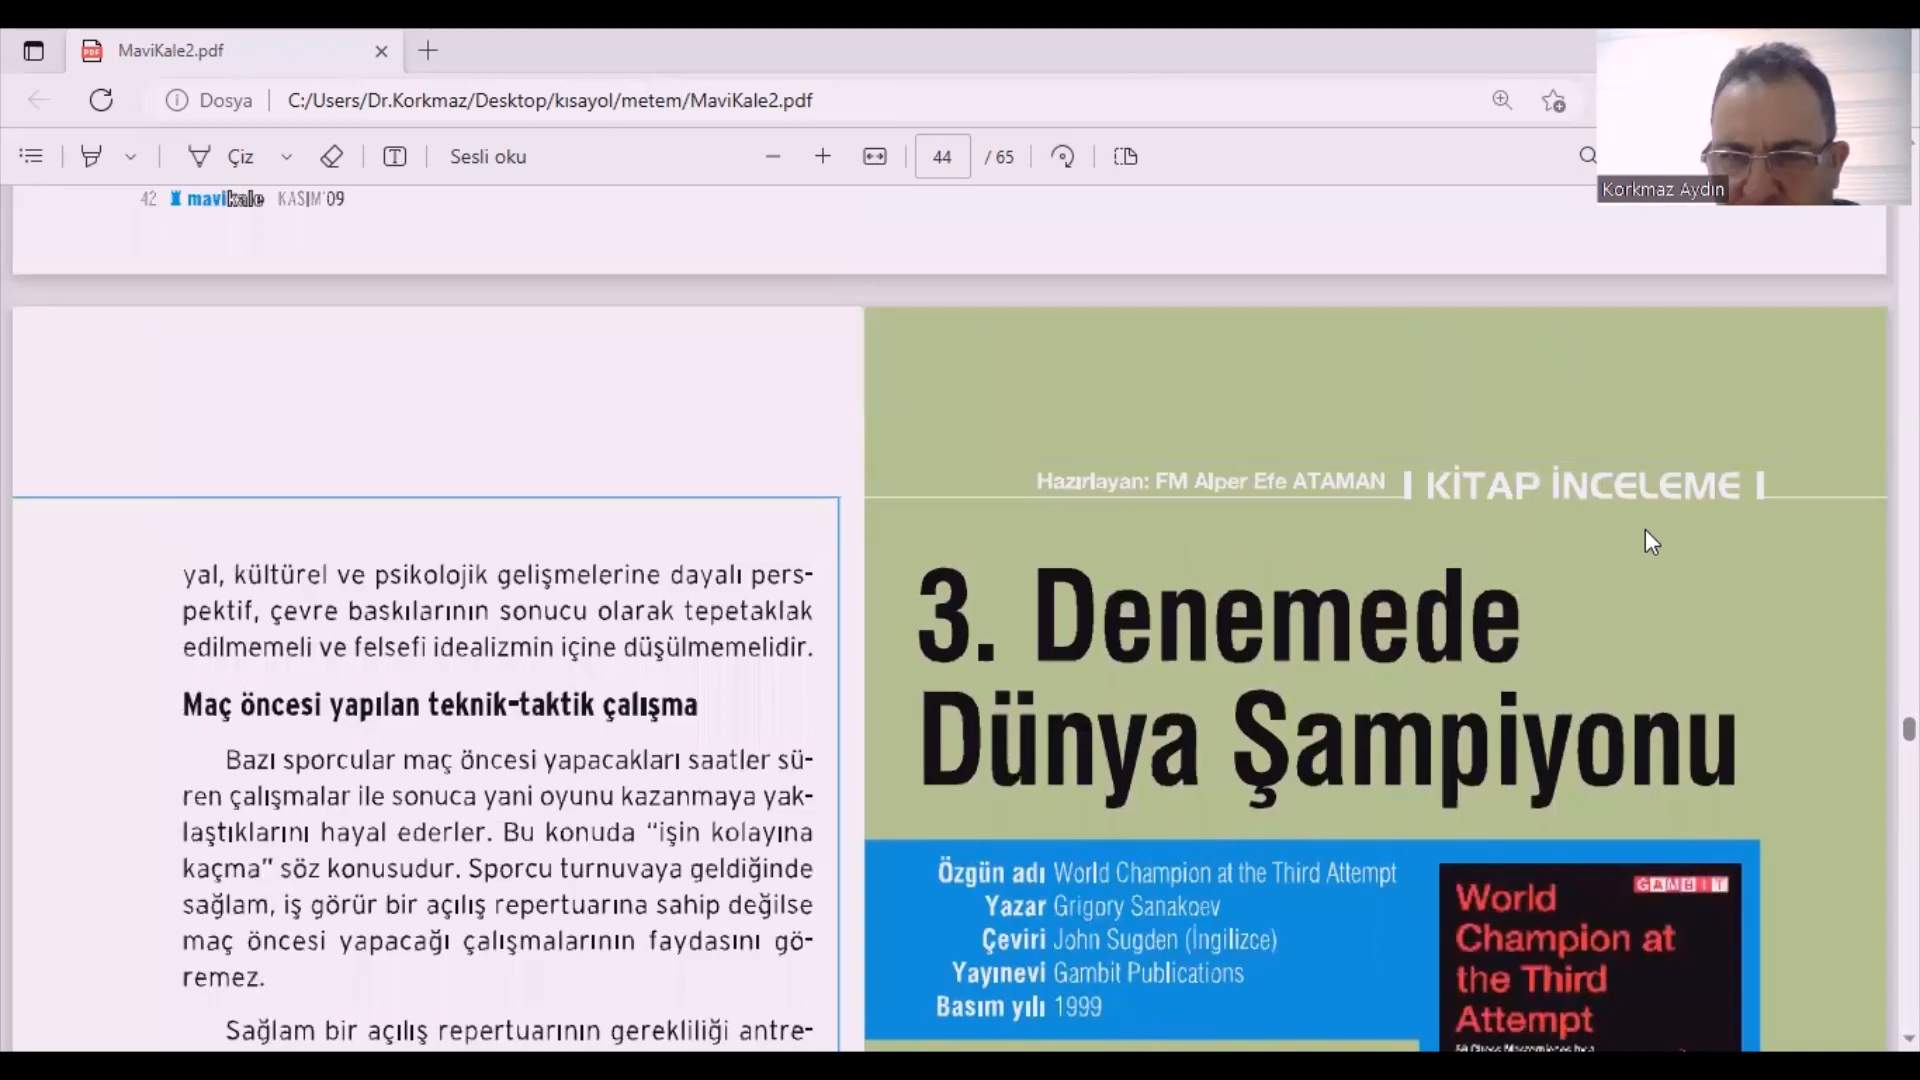 MaviKale2.pdf
Dosya
C:/Users/Dr.Korkmaz/Desktop/kısayol/metem/MaviKale2.pdf
Çiz
Sesli oku
44
/ 65
Korkmaz Aydın
42 mavikale KASIM'09
yal, kültürel ve psikolojik gelişmelerine dayalı pers-
pektif, çevre baskılarının sonucu olarak tepetaklak
edilmemeli ve felsefi idealizmin içine düşülmemelidir.
Maç öncesi yapılan teknik-taktik çalışma
Bazı sporcular maç öncesi yapacakları saatler sü-
ren çalışmalar ile sonuca yani oyunu kazanmaya yak-
laştıklarını hayal ederler. Bu konuda “işin kolayına
kaçma” söz konusudur. Sporcu turnuvaya geldiğinde
sağlam, iş görür bir açılış repertuarına sahip değilse
maç öncesi yapacağı çalışmalarının faydasını gö-
remez.
Sağlam bir açılış repertuarının gerekliliği antre-
Hazırlayan: FM Alper Efe ATAMAN | KİTAP İNCELEME |
3. Denemede
Dünya Şampiyonu
Özgün adı World Champion at the Third Attempt
Yazar Grigory Sanakoev
Çeviri John Sugden (İngilizce)
Yayınevi Gambit Publications
Basım yılı 1999
GAMBIT
World
Champion at
the Third
Attempt